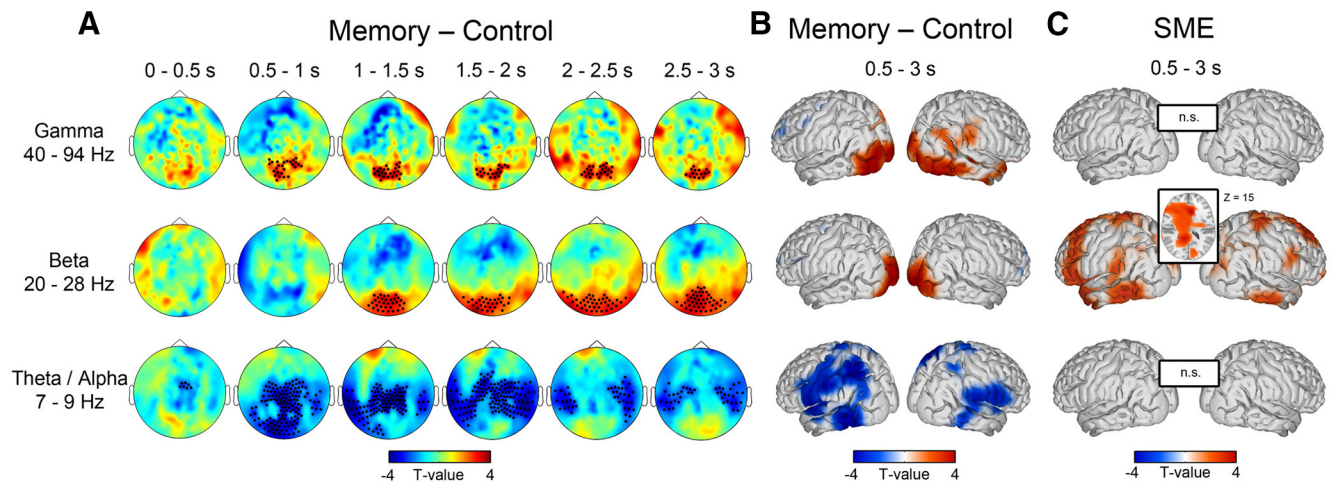 A
Memory – Control
0 - 0.5 s
0.5 - 1 s
1 - 1.5 s
1.5 - 2 s
2 - 2.5 s
2.5 - 3 s
Gamma
40 - 94 Hz
Beta
20 - 28 Hz
Theta / Alpha
7 - 9 Hz
-4
T-value
4
B
Memory – Control
0.5 - 3 s
-4
T-value
4
C
SME
0.5 - 3 s
n.s.
Z = 15
n.s.
-4
T-value
4